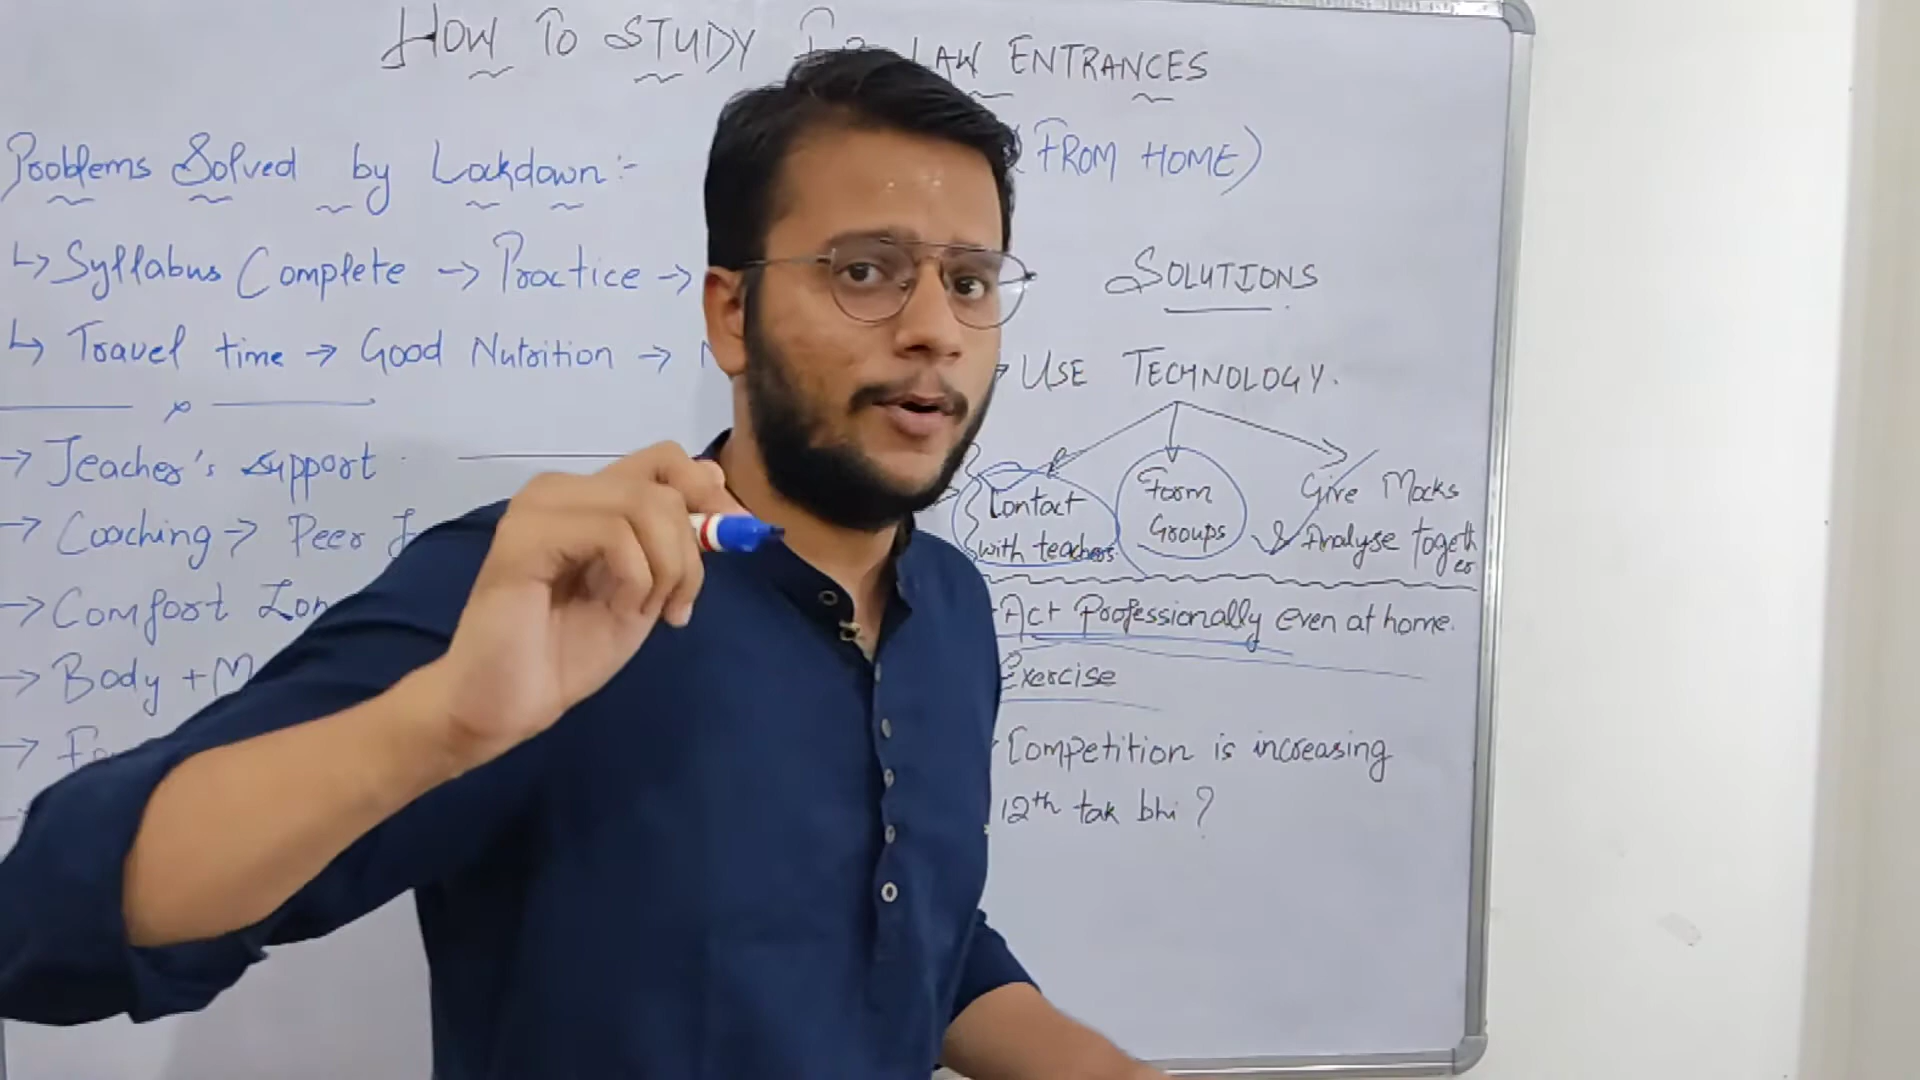 HOW TO STUDY FOR LAW ENTRANCES
(FROM HOME)
Problems Solved by Lockdown :-
↳ Syllabus Complete → Practice →
↳ Travel time → Good Nutrition →
→ Teacher's support
→ Coaching → Peer
→ Comfort Zon
→ Body +M
→
SOLUTIONS
→ USE TECHNOLOGY.
Contact with teachers
Form Groups
Give Mocks & Analyse together
Act Professionally even at home.
Exercise
Competition is increasing
12th tak bhi ?